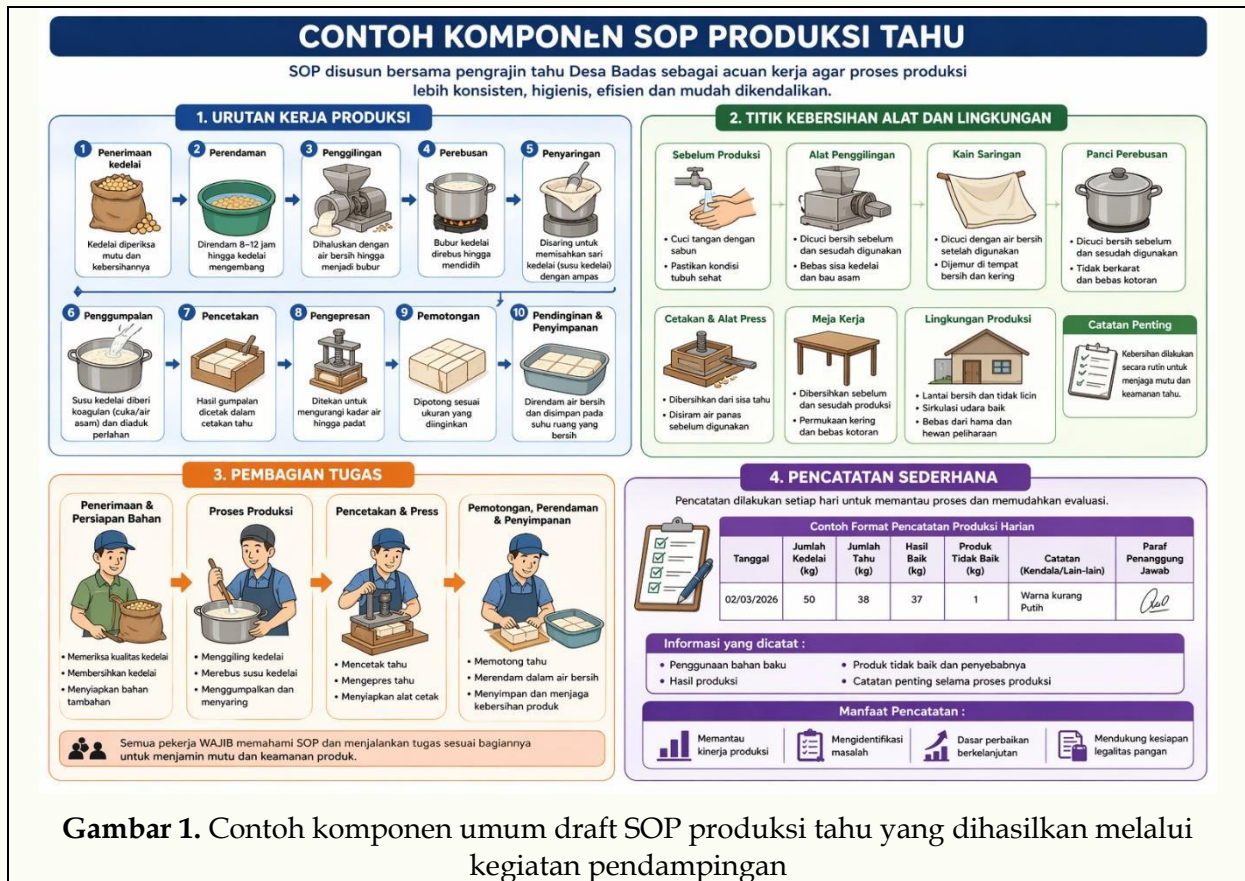 CONTOH KOMPONEN SOP PRODUKSI TAHU
SOP disusun bersama pengrajin tahu Desa Badas sebagai acuan kerja agar proses produksi
lebih konsisten, higienis, efisien dan mudah dikendalikan.
1. URUTAN KERJA PRODUKSI
1 Penerimaan
kedelai
Kedelai diperiksa
mutu dan
kebersihannya
2 Perendaman
Direndam 8–12 jam
hingga kedelai
mengembang
3 Penggilingan
Dihaluskan dengan
air bersih hingga
menjadi bubur
4 Perebusan
Bubur kedelai
direbus hingga
mendidih
5 Penyaringan
Disaring untuk
memisahkan sari
kedelai (susu kedelai)
dengan ampas
6 Penggumpalan
Susu kedelai diberi
koagulan (cuka/air
asam) dan diaduk
perlahan
7 Pencetakan
Hasil gumpalan
dicetak dalam
cetakan tahu
8 Pengepresan
Ditekan untuk
mengurangi kadar air
hingga padat
9 Pemotongan
Dipotong sesuai
ukuran yang
diinginkan
10 Pendinginan &
Penyimpanan
Direndam air bersih
dan disimpan pada
suhu ruang yang
bersih
2. TITIK KEBERSIHAN ALAT DAN LINGKUNGAN
Sebelum Produksi
• Cuci tangan dengan
sabun
• Pastikan kondisi
tubuh sehat
Alat Penggilingan
• Dicuci bersih sebelum
dan sesudah digunakan
• Bebas sisa kedelai
dan bau asam
Kain Saringan
• Dicuci dengan air bersih
setelah digunakan
• Dijemur di tempat
bersih dan kering
Panci Perebusan
• Dicuci bersih sebelum
dan sesudah digunakan
• Tidak berkarat
dan bebas kotoran
Cetakan & Alat Press
• Dibersihkan dari sisa tahu
• Disiram air panas
sebelum digunakan
Meja Kerja
• Dibersihkan sebelum
dan sesudah produksi
• Permukaan kering
dan bebas kotoran
Lingkungan Produksi
• Lantai bersih dan tidak licin
• Sirkulasi udara baik
• Bebas dari hama dan
hewan peliharaan
Catatan Penting
Kebersihan dilakukan
secara rutin untuk
menjaga mutu dan
keamanan tahu.
3. PEMBAGIAN TUGAS
Penerimaan &
Persiapan Bahan
• Memeriksa kualitas kedelai
• Membersihkan kedelai
• Menyiapkan bahan
tambahan
Proses Produksi
• Menggiling kedelai
• Merebus susu kedelai
• Menggumpalkan dan
menyaring
Pencetakan & Press
• Mencetak tahu
• Mengepres tahu
• Menyiapkan alat cetak
Pemotongan, Perendaman
& Penyimpanan
• Memotong tahu
• Merendam dalam air bersih
• Menyimpan dan menjaga
kebersihan produk
Semua pekerja WAJIB memahami SOP dan menjalankan tugas sesuai bagiannya
untuk menjamin mutu dan keamanan produk.
4. PENCATATAN SEDERHANA
Pencatatan dilakukan setiap hari untuk memantau proses dan memudahkan evaluasi.
Contoh Format Pencatatan Produksi Harian
Tanggal | Jumlah Kedelai (kg) | Jumlah Tahu (kg) | Hasil Baik (kg) | Produk Tidak Baik (kg) | Catatan (Kendala/Lain-lain) | Paraf Penanggung Jawab
02/03/2026 | 50 | 38 | 37 | 1 | Warna kurang Putih
Informasi yang dicatat :
• Penggunaan bahan baku
• Hasil produksi
• Produk tidak baik dan penyebabnya
• Catatan penting selama proses produksi
Manfaat Pencatatan :
Memantau
kinerja produksi
Mengidentifikasi
masalah
Dasar perbaikan
berkelanjutan
Mendukung kesiapan
legalitas pangan
Gambar 1. Contoh komponen umum draft SOP produksi tahu yang dihasilkan melalui
kegiatan pendampingan